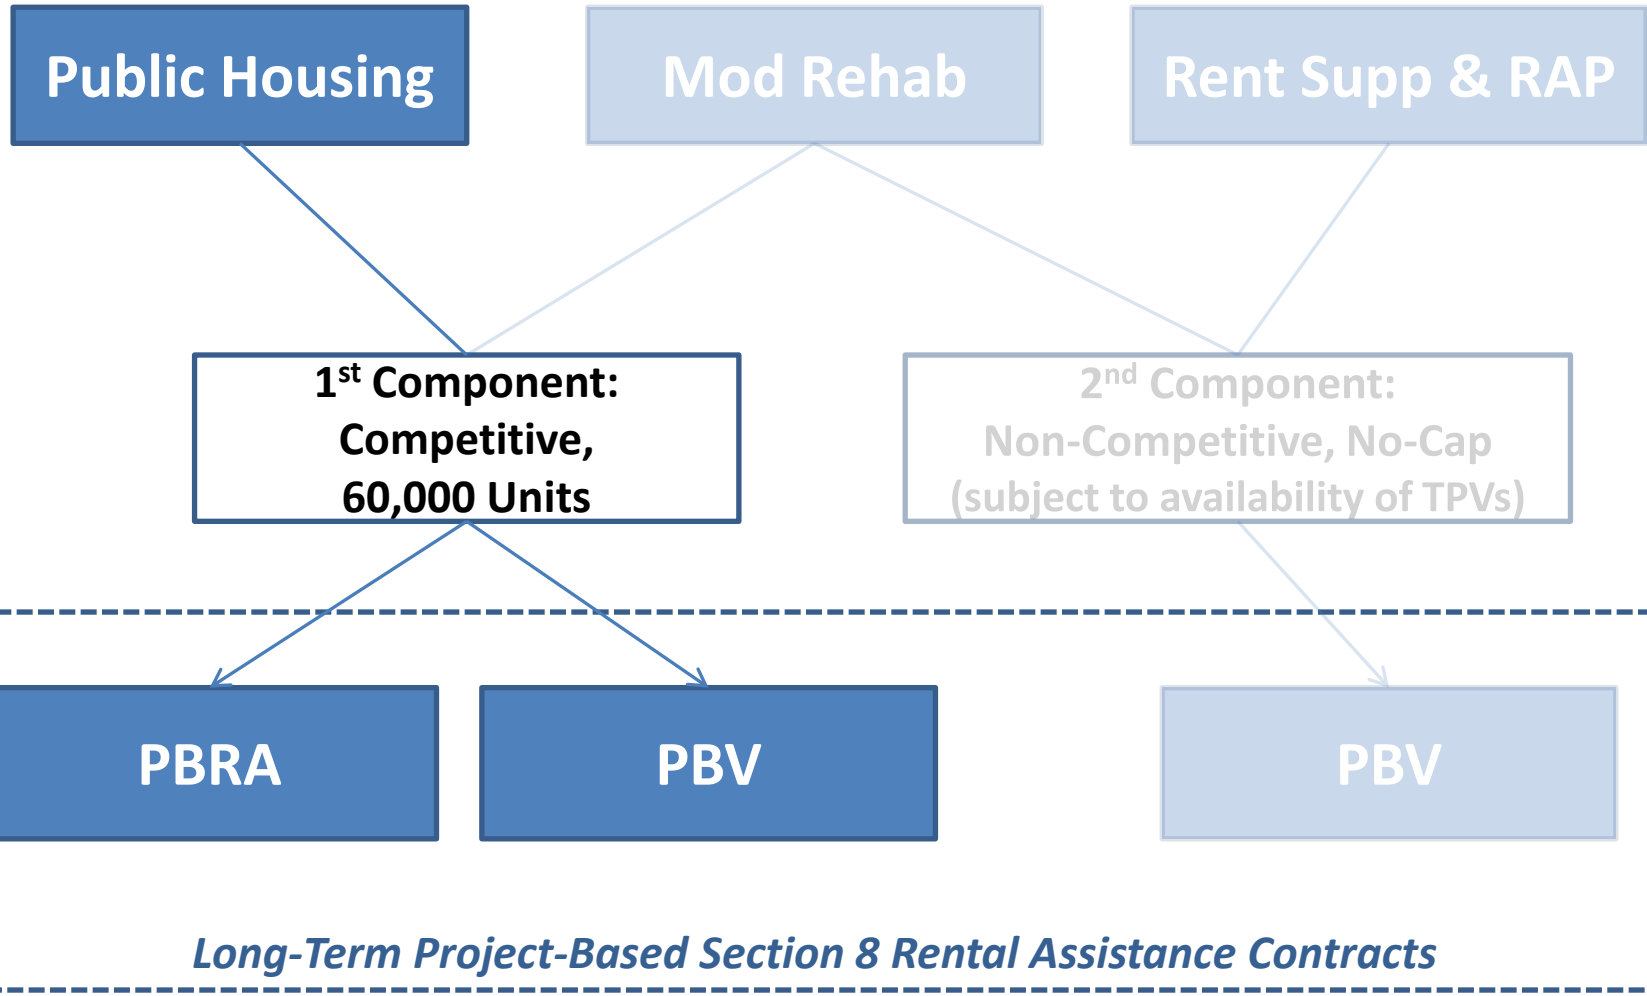 Public Housing
Mod Rehab
Rent Supp & RAP
1st Component:
Competitive,
60,000 Units
2nd Component:
Non-Competitive, No-Cap
(subject to availability of TPVs)
PBRA
PBV
PBV
Long-Term Project-Based Section 8 Rental Assistance Contracts